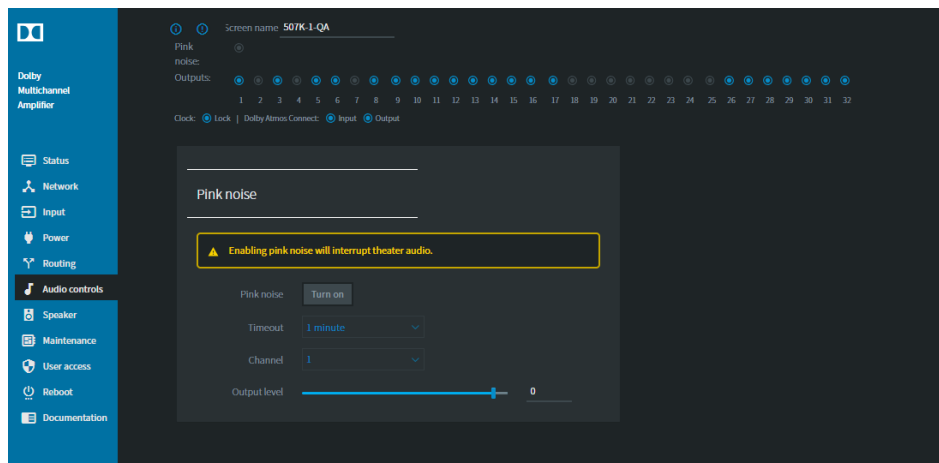 Screen name 507K-1-QA
Pink noise:
Outputs:
1 2 3 4 5 6 7 8 9 10 11 12 13 14 15 16 17 18 19 20 21 22 23 24 25 26 27 28 29 30 31 32
Clock: Lock | Dolby Atmos Connect: Input Output
Dolby
Multichannel
Amplifier
Status
Network
Input
Power
Routing
Audio controls
Speaker
Maintenance
User access
Reboot
Documentation
Pink noise
Enabling pink noise will interrupt theater audio.
Pink noise Turn on
Timeout 1 minute
Channel 1
Output level 0